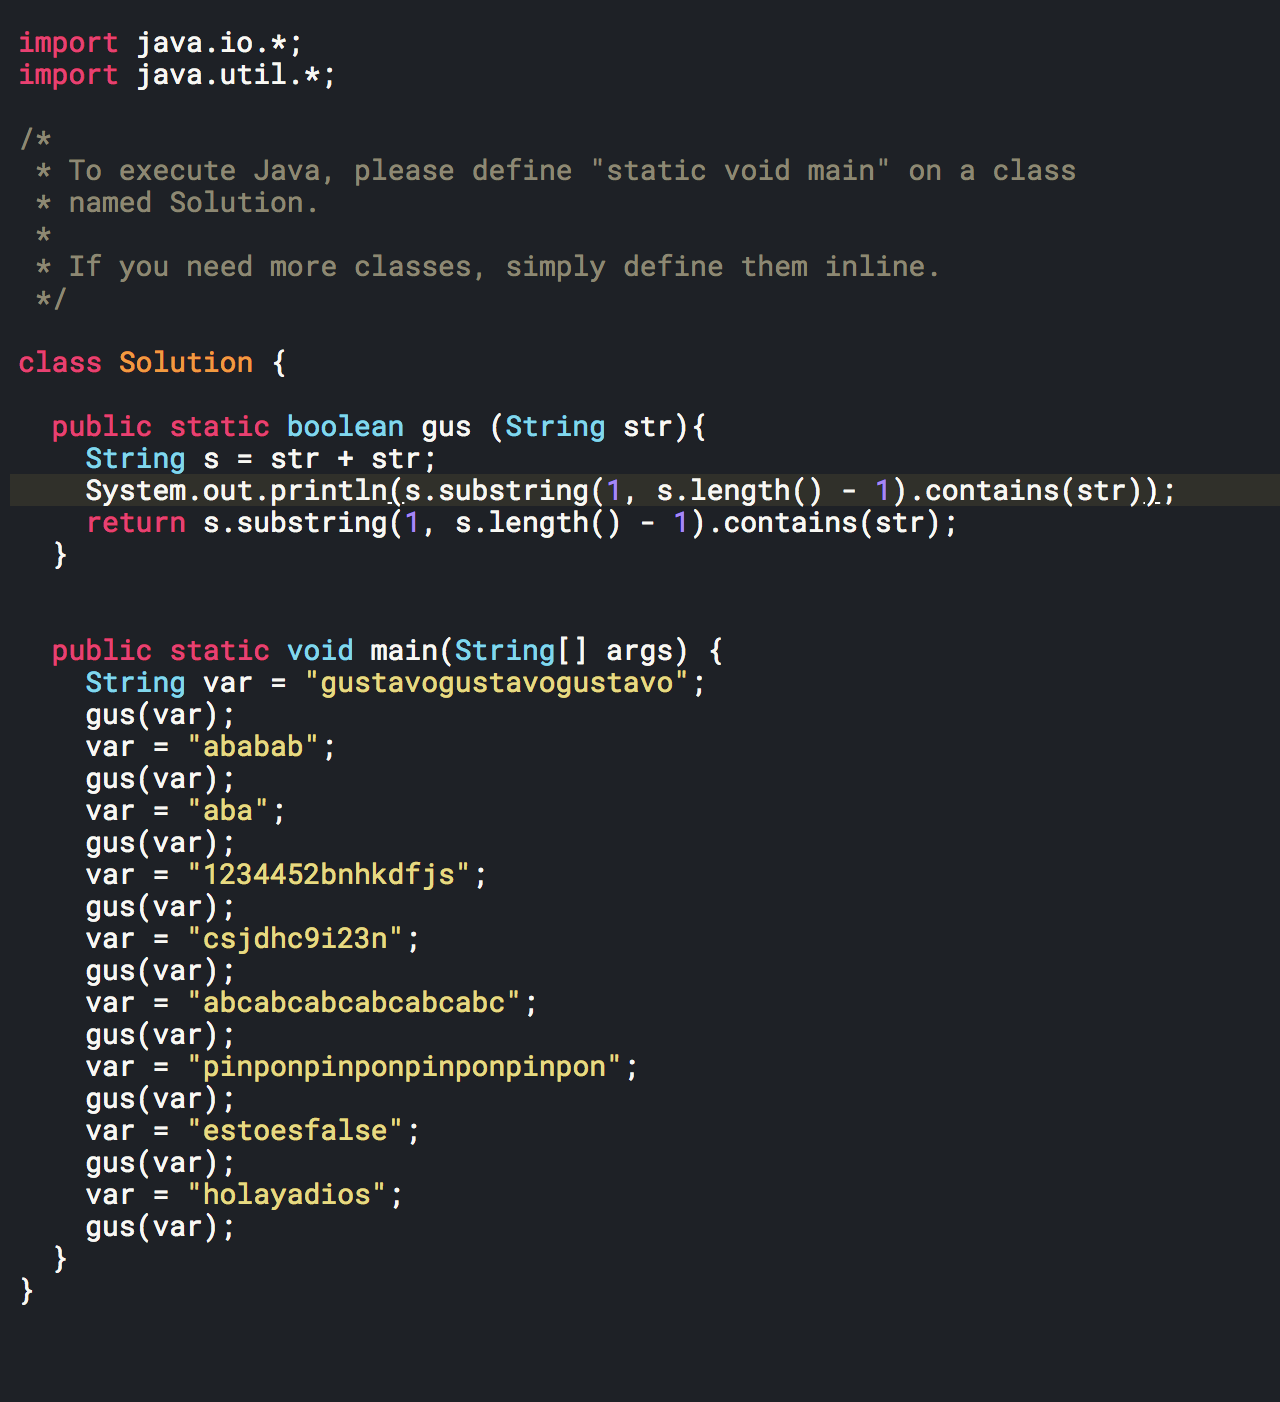 import java.io.*;
import java.util.*;

/*
 * To execute Java, please define "static void main" on a class
 * named Solution.
 *
 * If you need more classes, simply define them inline.
 */

class Solution {

  public static boolean gus (String str){
    String s = str + str;
    System.out.println(s.substring(1, s.length() - 1).contains(str));
    return s.substring(1, s.length() - 1).contains(str);
  }


  public static void main(String[] args) {
    String var = "gustavogustavogustavo";
    gus(var);
    var = "ababab";
    gus(var);
    var = "aba";
    gus(var);
    var = "1234452bnhkdfjs";
    gus(var);
    var = "csjdhc9i23n";
    gus(var);
    var = "abcabcabcabcabcabc";
    gus(var);
    var = "pinponpinponpinponpinpon";
    gus(var);
    var = "estoesfalse";
    gus(var);
    var = "holayadios";
    gus(var);
  }
}